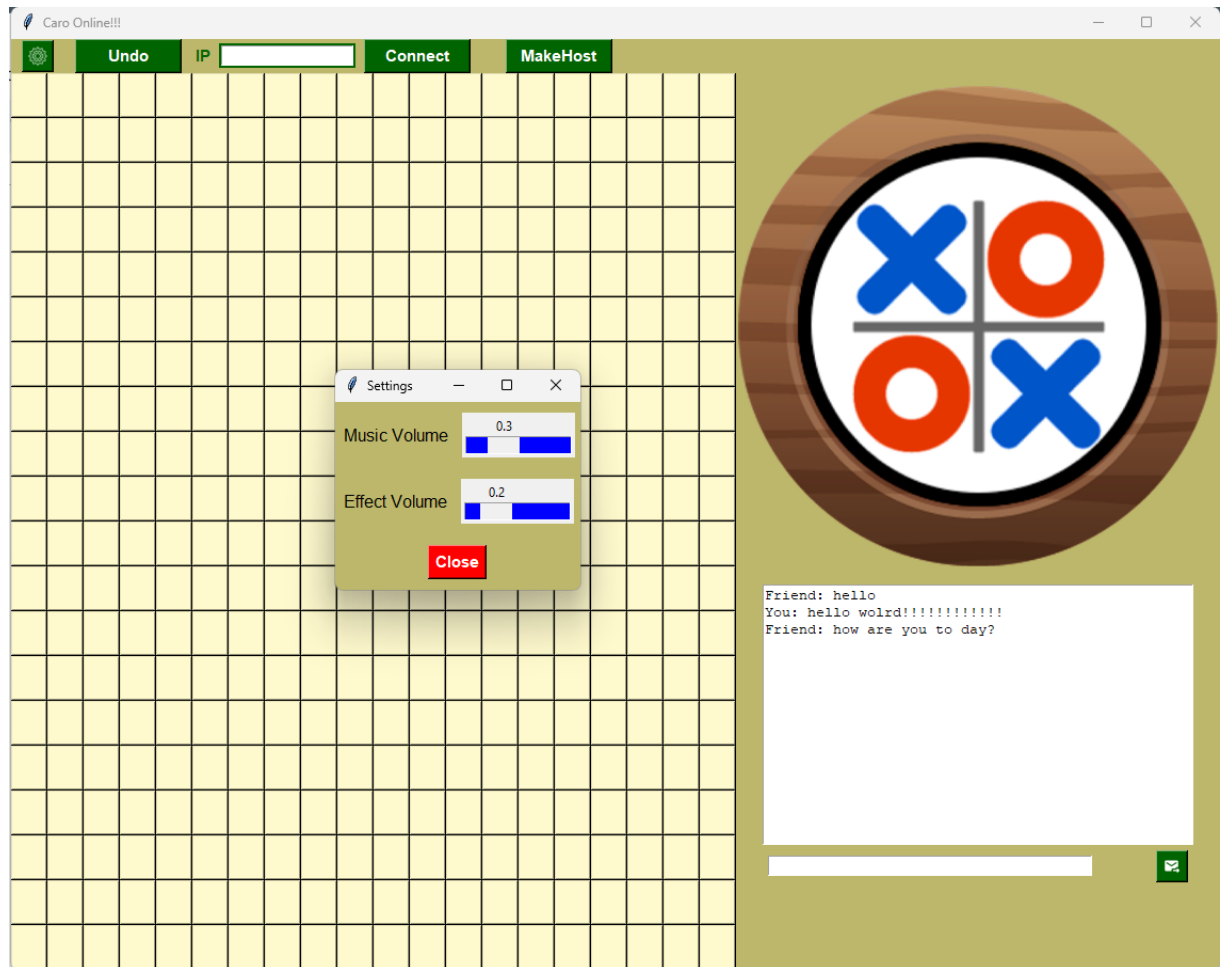 Caro Online!!!
Undo
IP
Connect
MakeHost
Settings
Music Volume
0.3
Effect Volume
0.2
Close
Friend: hello
You: hello wolrd!!!!!!!!!!!!
Friend: how are you to day?